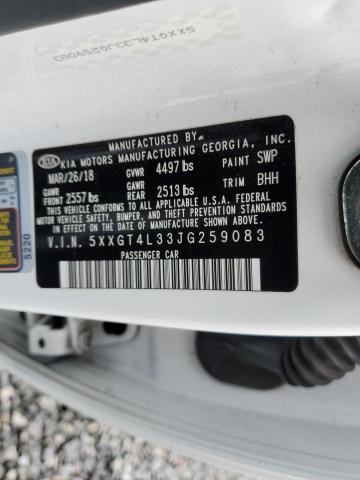 5XXGT4L33JG259083
MANUFACTURED BY
KIA KIA MOTORS MANUFACTURING GEORGIA, INC.
MAR/26/18 GVWR 4497 lbs PAINT SWP
GAWR FRONT 2557 lbs GAWR REAR 2513 lbs TRIM BHH
THIS VEHICLE CONFORMS TO ALL APPLICABLE U.S.A. FEDERAL
MOTOR VEHICLE SAFETY, BUMPER, AND THEFT PREVENTION STANDARDS
IN EFFECT ON THE DATE OF MANUFACTURE SHOWN ABOVE.
V.I.N. 5XXGT4L33JG259083
PASSENGER CAR
5220